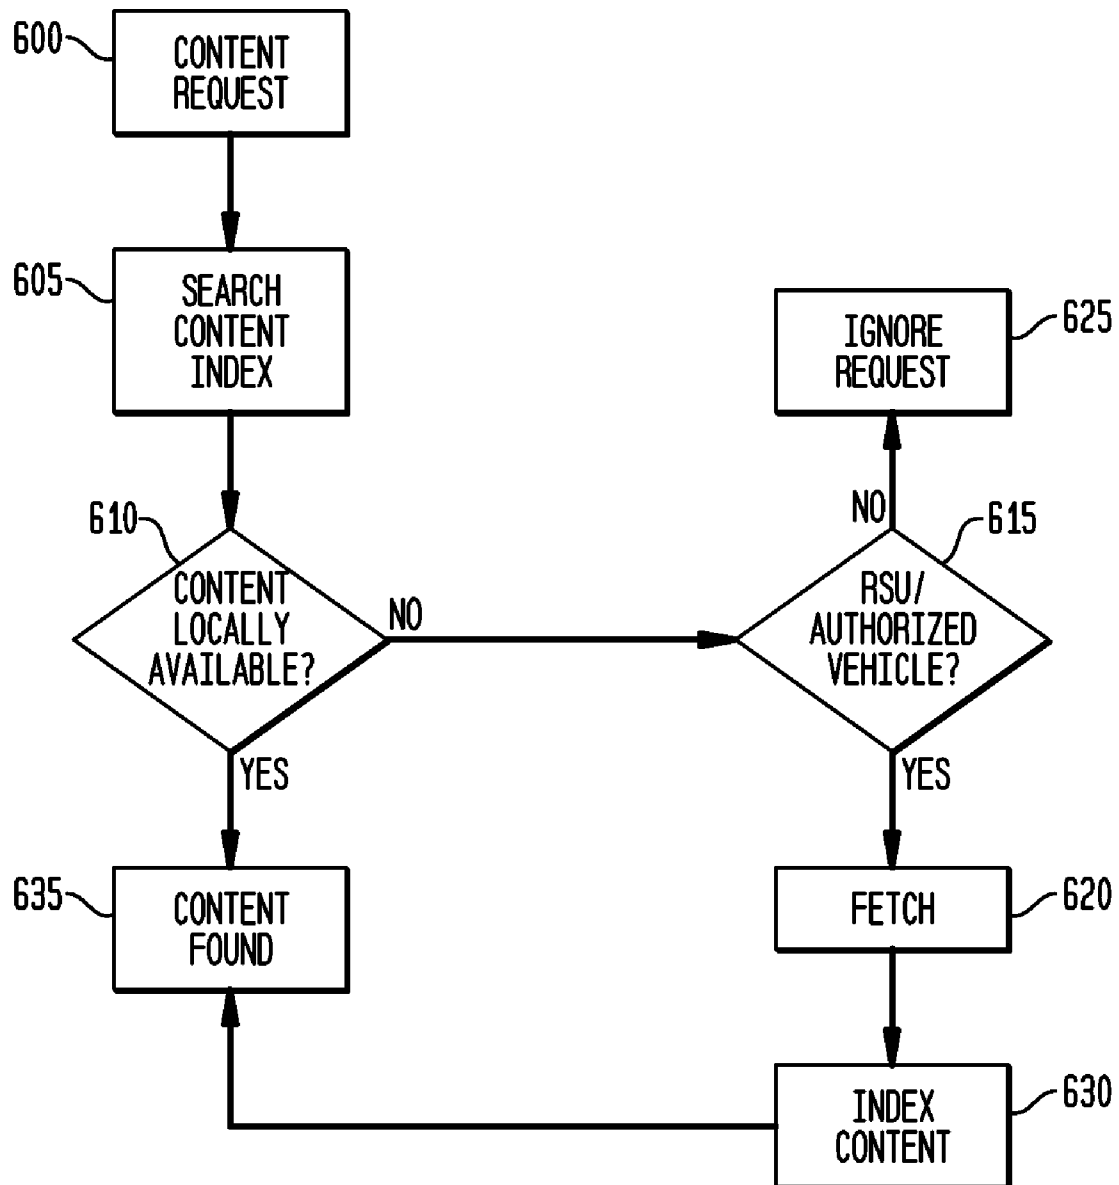 600
CONTENT
REQUEST
605
SEARCH
CONTENT
INDEX
610
CONTENT
LOCALLY
AVAILABLE?
NO
YES
635
CONTENT
FOUND
625
IGNORE
REQUEST
NO
615
RSU/
AUTHORIZED
VEHICLE?
YES
620
FETCH
630
INDEX
CONTENT